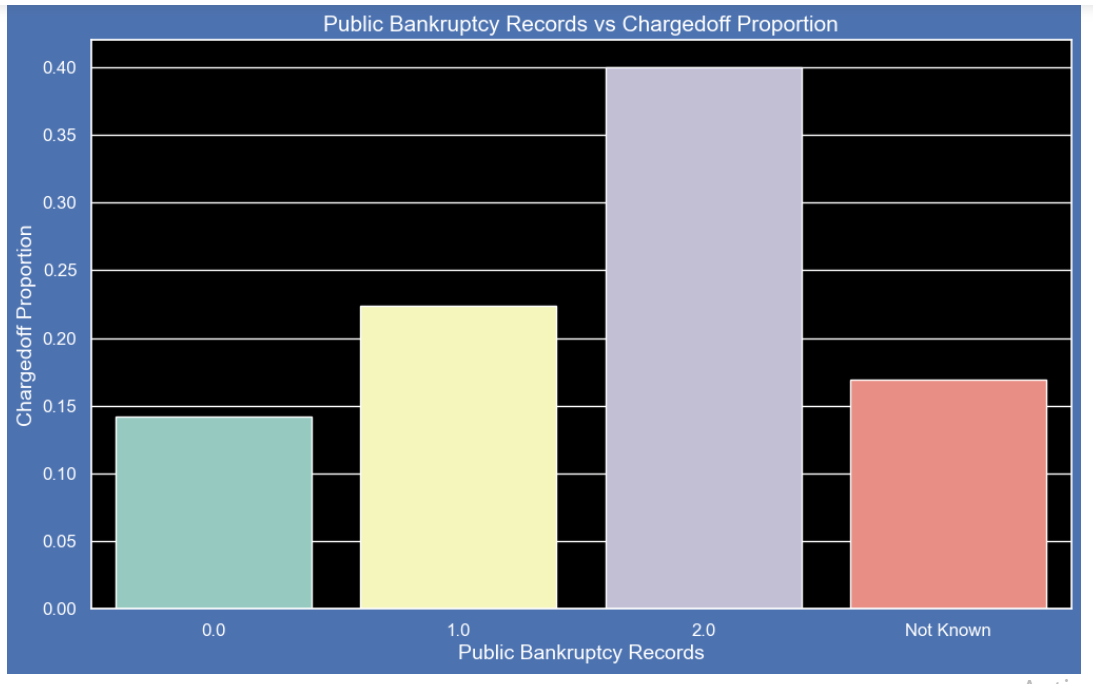 Public Bankruptcy Records vs Chargedoff Proportion
0.40
0.35
0.30
0.25
0.20
0.15
0.10
0.05
0.00
Chargedoff Proportion
0.0 1.0 2.0 Not Known
Public Bankruptcy Records